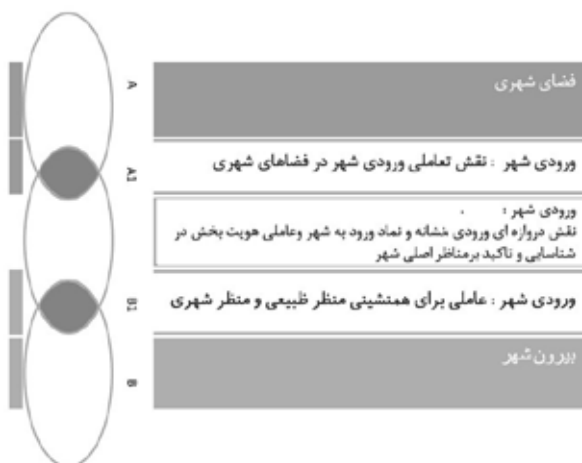 فضای شهری
A
ورودی شهر : نقش تعاملی ورودی شهر در فضاهای شهری
A1
ورودی شهر :
نقش دروازه ای ورودی ،نشانه و نماد ورود به شهر وعاملی هویت بخش در
شناسایی و تاکید برمناظر اصلی شهر
ورودی شهر : عاملی برای همنشینی منظر طبیعی و منظر شهری
B1
بیرون شهر
B